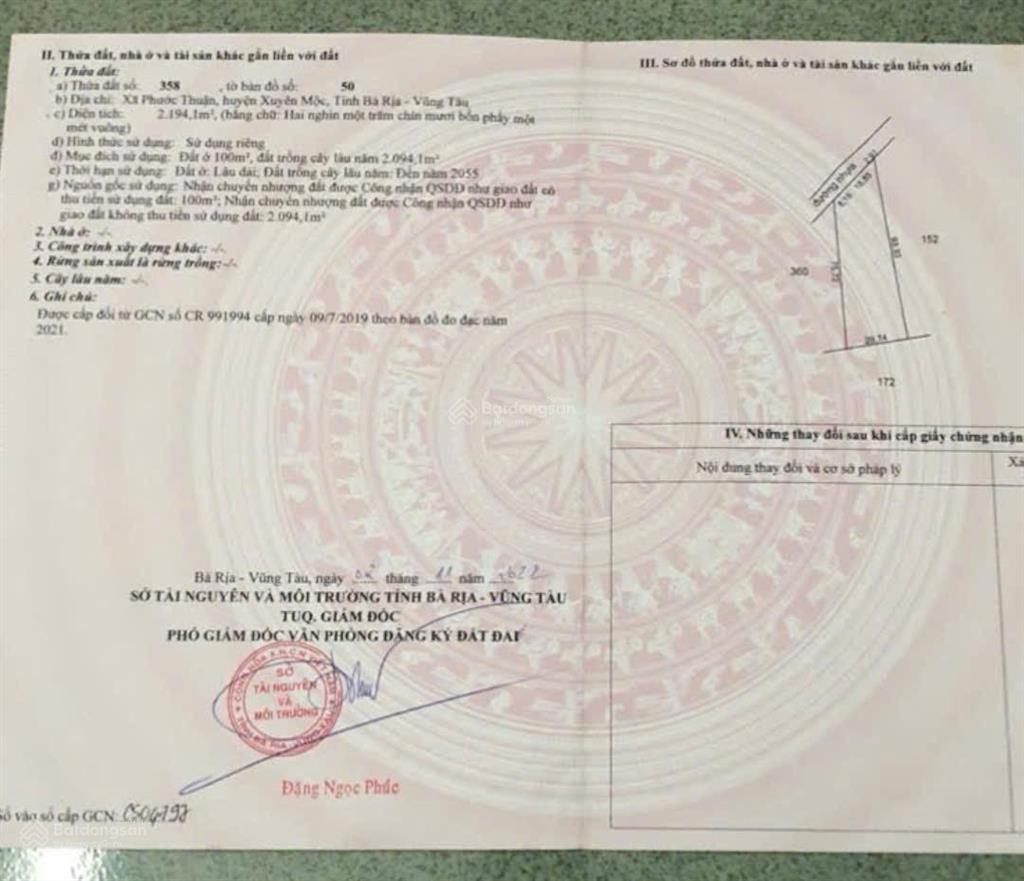 II. Thửa đất, nhà ở và tài sản khác gắn liền với đất
1. Thửa đất:
a) Thửa đất số: 358 , tờ bản đồ số: 50
b) Địa chỉ: Xã Phước Thuận, huyện Xuyên Mộc, Tỉnh Bà Rịa - Vũng Tàu
c) Diện tích: 2.194,1m², (bằng chữ: Hai nghìn một trăm chín mươi bốn phẩy một
mét vuông)
d) Hình thức sử dụng: Sử dụng riêng
đ) Mục đích sử dụng: Đất ở 100m², đất trồng cây lâu năm 2.094,1m²
e) Thời hạn sử dụng: Đất ở: Lâu dài; Đất trồng cây lâu năm: Đến năm 2055
g) Nguồn gốc sử dụng: Nhận chuyển nhượng đất được Công nhận QSDĐ như giao đất có
thu tiền sử dụng đất: 100m²; Nhận chuyển nhượng đất được Công nhận QSDĐ như
giao đất không thu tiền sử dụng đất: 2.094,1m²
2. Nhà ở: -/-
3. Công trình xây dựng khác: -/-
4. Rừng sản xuất là rừng trồng: -/-
5. Cây lâu năm: -/-
6. Ghi chú:
Được cấp đổi từ GCN số CR 991994 cấp ngày 09/7/2019 theo bản đồ đo đạc năm
2021.
Bà Rịa - Vũng Tàu, ngày tháng 11 năm 2022
SỞ TÀI NGUYÊN VÀ MÔI TRƯỜNG TỈNH BÀ RỊA - VŨNG TÀU
TUQ. GIÁM ĐỐC
PHÓ GIÁM ĐỐC VĂN PHÒNG ĐĂNG KÝ ĐẤT ĐAI
SỞ
TÀI NGUYÊN
VÀ
MÔI TRƯỜNG
Đặng Ngọc Phúc
Số vào sổ cấp GCN:
III. Sơ đồ thửa đất, nhà ở và tài sản khác gắn liền với đất
đường nhựa
152
360
172
IV. Những thay đổi sau khi cấp giấy chứng nhận
Nội dung thay đổi và cơ sở pháp lý
Xá
Batdongsan
Batdongsan